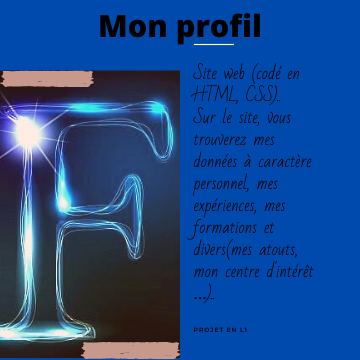 Mon profil
F
Site web (codé en
HTML, CSS)..
Sur le site, vous
trouverez mes
données à caractère
personnel, mes
expériences, mes
formations et
divers(mes atouts,
mon centre d'intérêt
...)..
PROJET EN L1